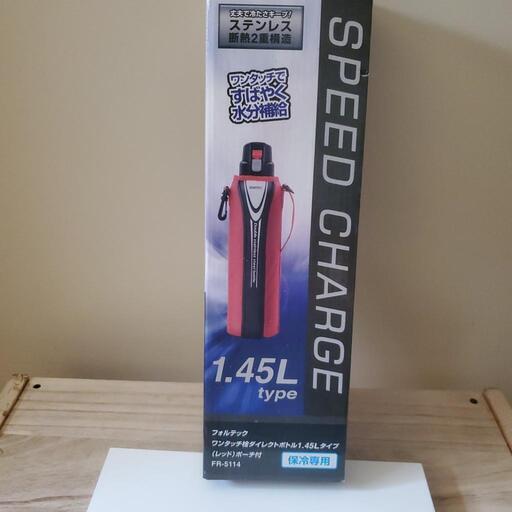 丈夫で冷たさキープ!
ステンレス
断熱2重構造
ワンタッチで
すばやく
水分補給
SPEED CHARGE
Double stainless steel bottle
1.45L
type
フォルテック
ワンタッチ栓ダイレクトボトル1.45Lタイプ
(レッド)ポーチ付
FR-5114
保冷専用